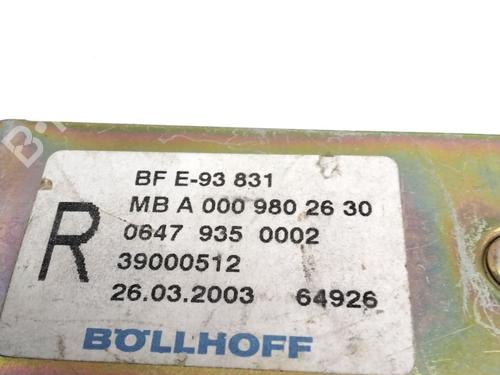 BF E-93 831
MB A 000 980 26 30
R
0647 935 0002
39000512
26.03.2003 64926
BÖLLHOFF